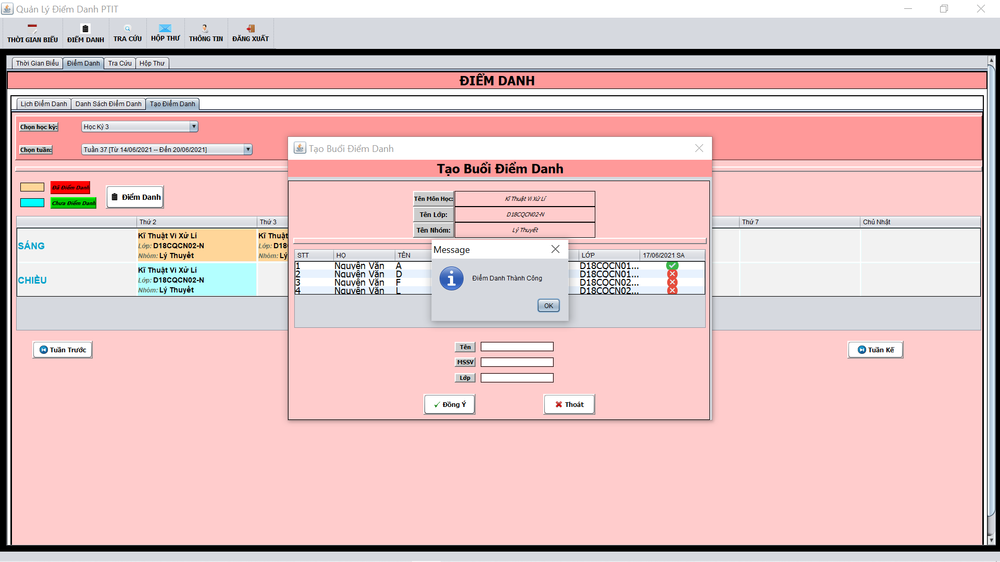 Quản Lý Điểm Danh PTIT
THỜI GIAN BIỂU
ĐIỂM DANH
TRA CỨU
HỘP THƯ
THÔNG TIN
ĐĂNG XUẤT
Thời Gian Biểu
Điểm Danh
Tra Cứu
Hộp Thư
ĐIỂM DANH
Lịch Điểm Danh
Danh Sách Điểm Danh
Tạo Điểm Danh
Chọn học kỳ:
Học Kỳ 3
Chọn tuần:
Tuần 37 [Từ 14/06/2021 -- Đến 20/06/2021]
Đã Điểm Danh
Chưa Điểm Danh
Điểm Danh
Thứ 2
Thứ 3
Thứ 7
Chủ Nhật
SÁNG
Kĩ Thuật Vi Xử Lí
Lớp: D18CQCN02-N
Nhóm: Lý Thuyết
Kĩ Thuật
Lớp: D18
Nhóm: Lý
CHIỀU
Kĩ Thuật Vi Xử Lí
Lớp: D18CQCN02-N
Nhóm: Lý Thuyết
Tuần Trước
Tuần Kế
Tạo Buổi Điểm Danh
Tạo Buổi Điểm Danh
Tên Môn Học: Kĩ Thuật Vi Xử Lí
Tên Lớp: D18CQCN02-N
Tên Nhóm: Lý Thuyết
STT HỌ TÊN LỚP 17/06/2021 SA
1 Nguyễn Văn A D18CQCN01...
2 Nguyễn Văn D D18CQCN01...
3 Nguyễn Văn F D18CQCN02...
4 Nguyễn Văn L D18CQCN02...
Message
Điểm Danh Thành Công
OK
Tên
MSSV
Lớp
Đồng Ý
Thoát